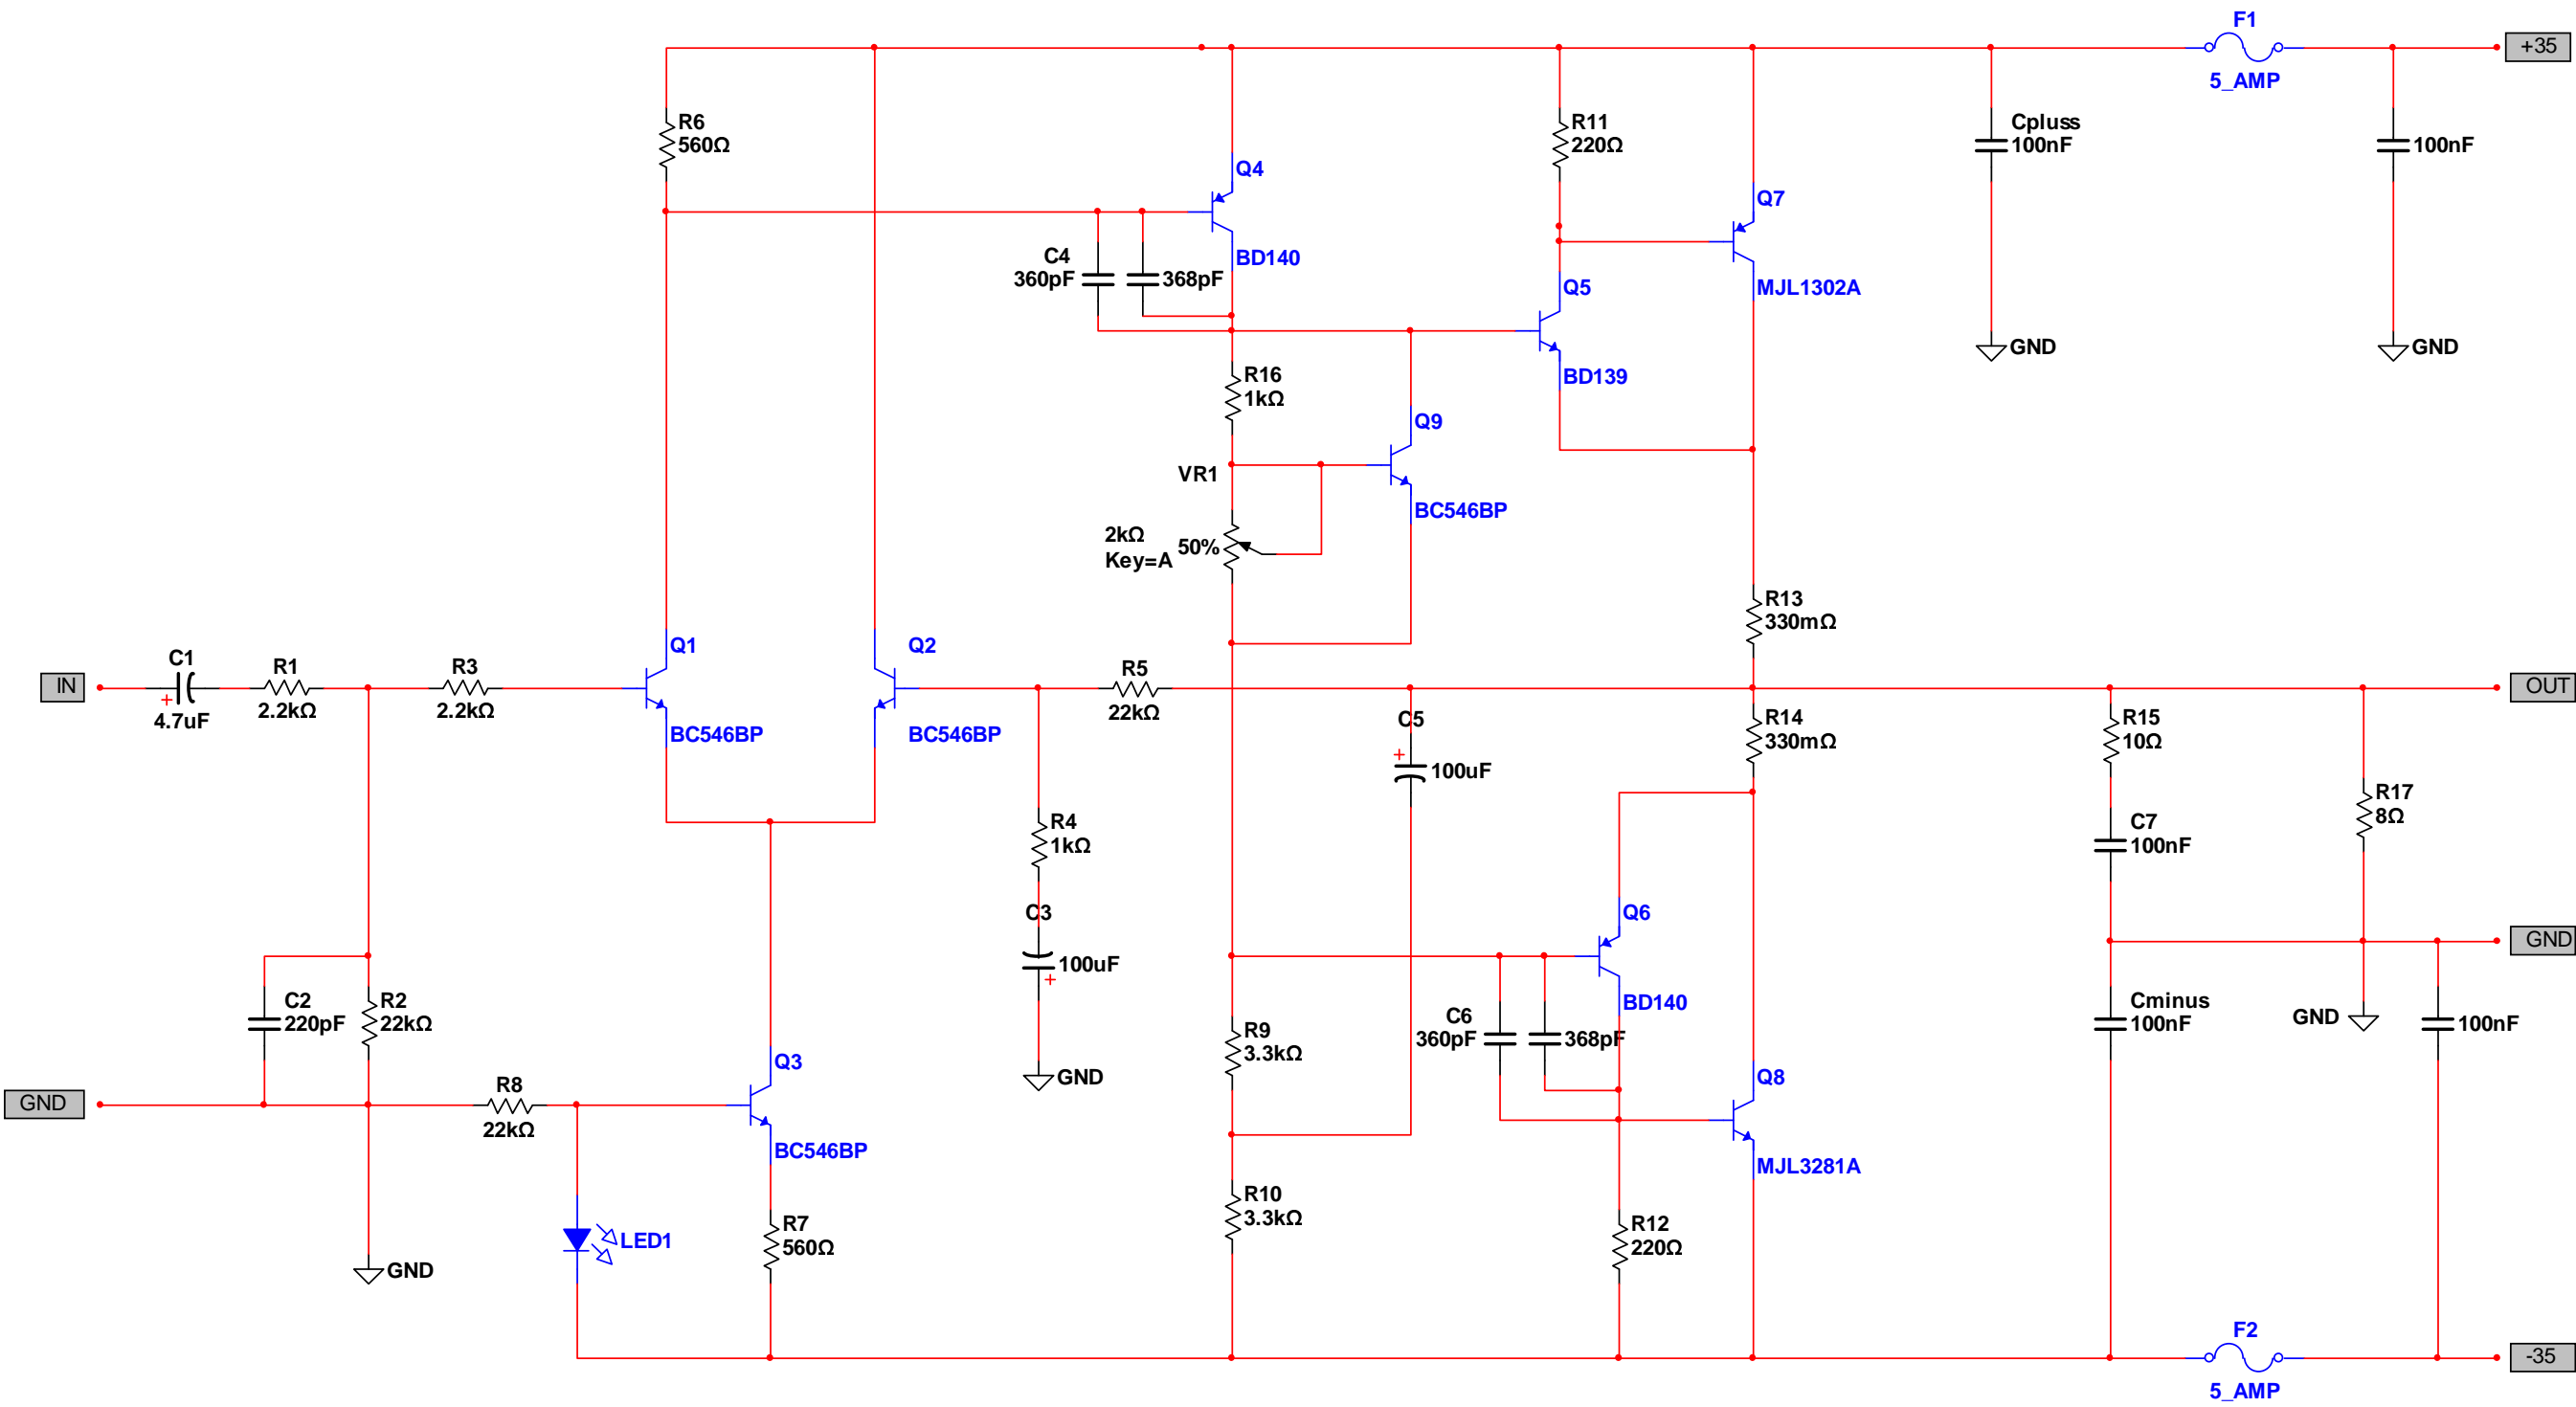 F1
+35
5_AMP
R6
560Ω
R11
220Ω
Cpluss
100nF
100nF
Q4
Q7
C4
360pF
368pF
BD140
Q5
MJL1302A
GND
GND
R16
1kΩ
BD139
Q9
VR1
BC546BP
2kΩ
Key=A
50%
R13
330mΩ
IN
C1
+
4.7uF
R1
2.2kΩ
R3
2.2kΩ
Q1
BC546BP
Q2
BC546BP
R5
22kΩ
OUT
C5
+
100uF
R14
330mΩ
R15
10Ω
R17
8Ω
R4
1kΩ
C7
100nF
C3
100uF
+
Q6
GND
BD140
C2
220pF
R2
22kΩ
R9
3.3kΩ
C6
360pF
368pF
Cminus
100nF
GND
100nF
Q3
GND
Q8
GND
R8
22kΩ
BC546BP
MJL3281A
R10
3.3kΩ
LED1
R7
560Ω
R12
220Ω
GND
F2
-35
5_AMP